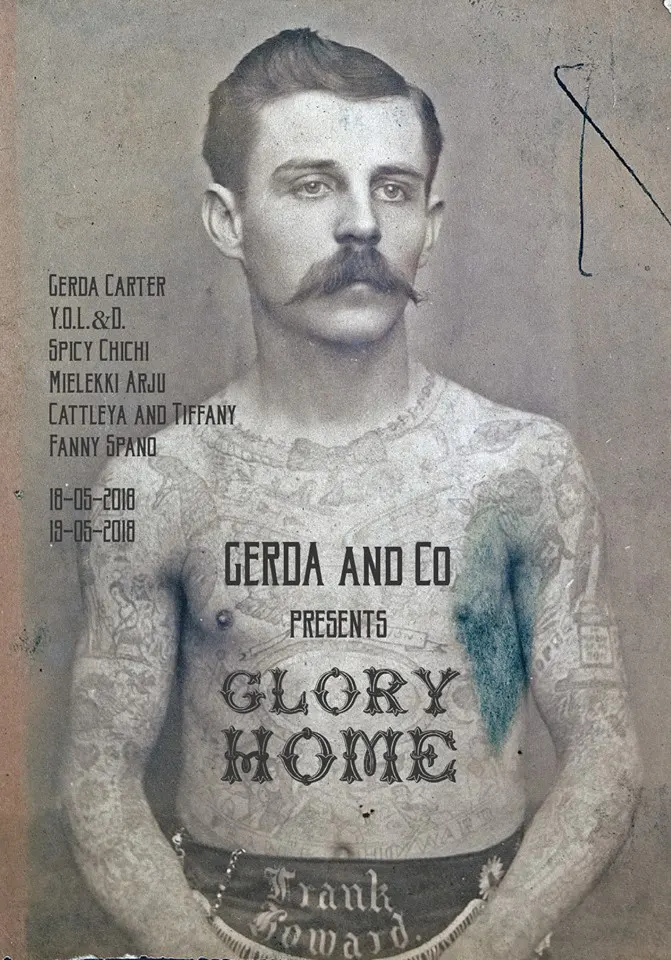 GERDA CARTER
Y.O.L.&D.
SPICY CHICHI
MIELEKKI ARJU
CATTLEYA AND TIFFANY
FANNY SPANO
18-05-2018
19-05-2018
GERDA AND CO
PRESENTS
GLORY
HOME
Frank
Howard.